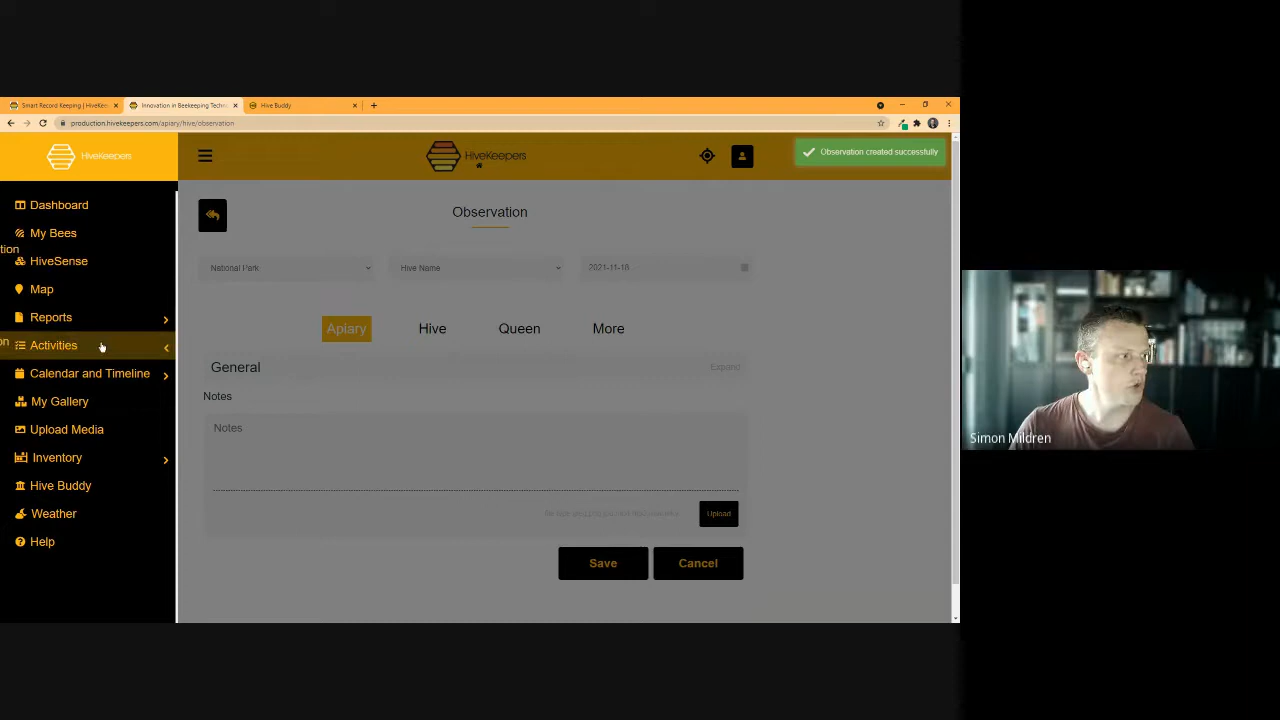 Smart Record Keeping | HiveKee
Innovation in Beekeeping Techn
Hive Buddy
production.hivekeepers.com/apiary/hive/observation
HiveKeepers
HiveKeepers
Observation created successfully
Dashboard
My Bees
tion
HiveSense
Map
Reports
on
Activities
Calendar and Timeline
My Gallery
Upload Media
Inventory
Hive Buddy
Weather
Help
Observation
National Park
Hive Name
2021-11-18
Apiary
Hive
Queen
More
General
Expand
Notes
Notes
Upload
Save
Cancel
Simon Mildren